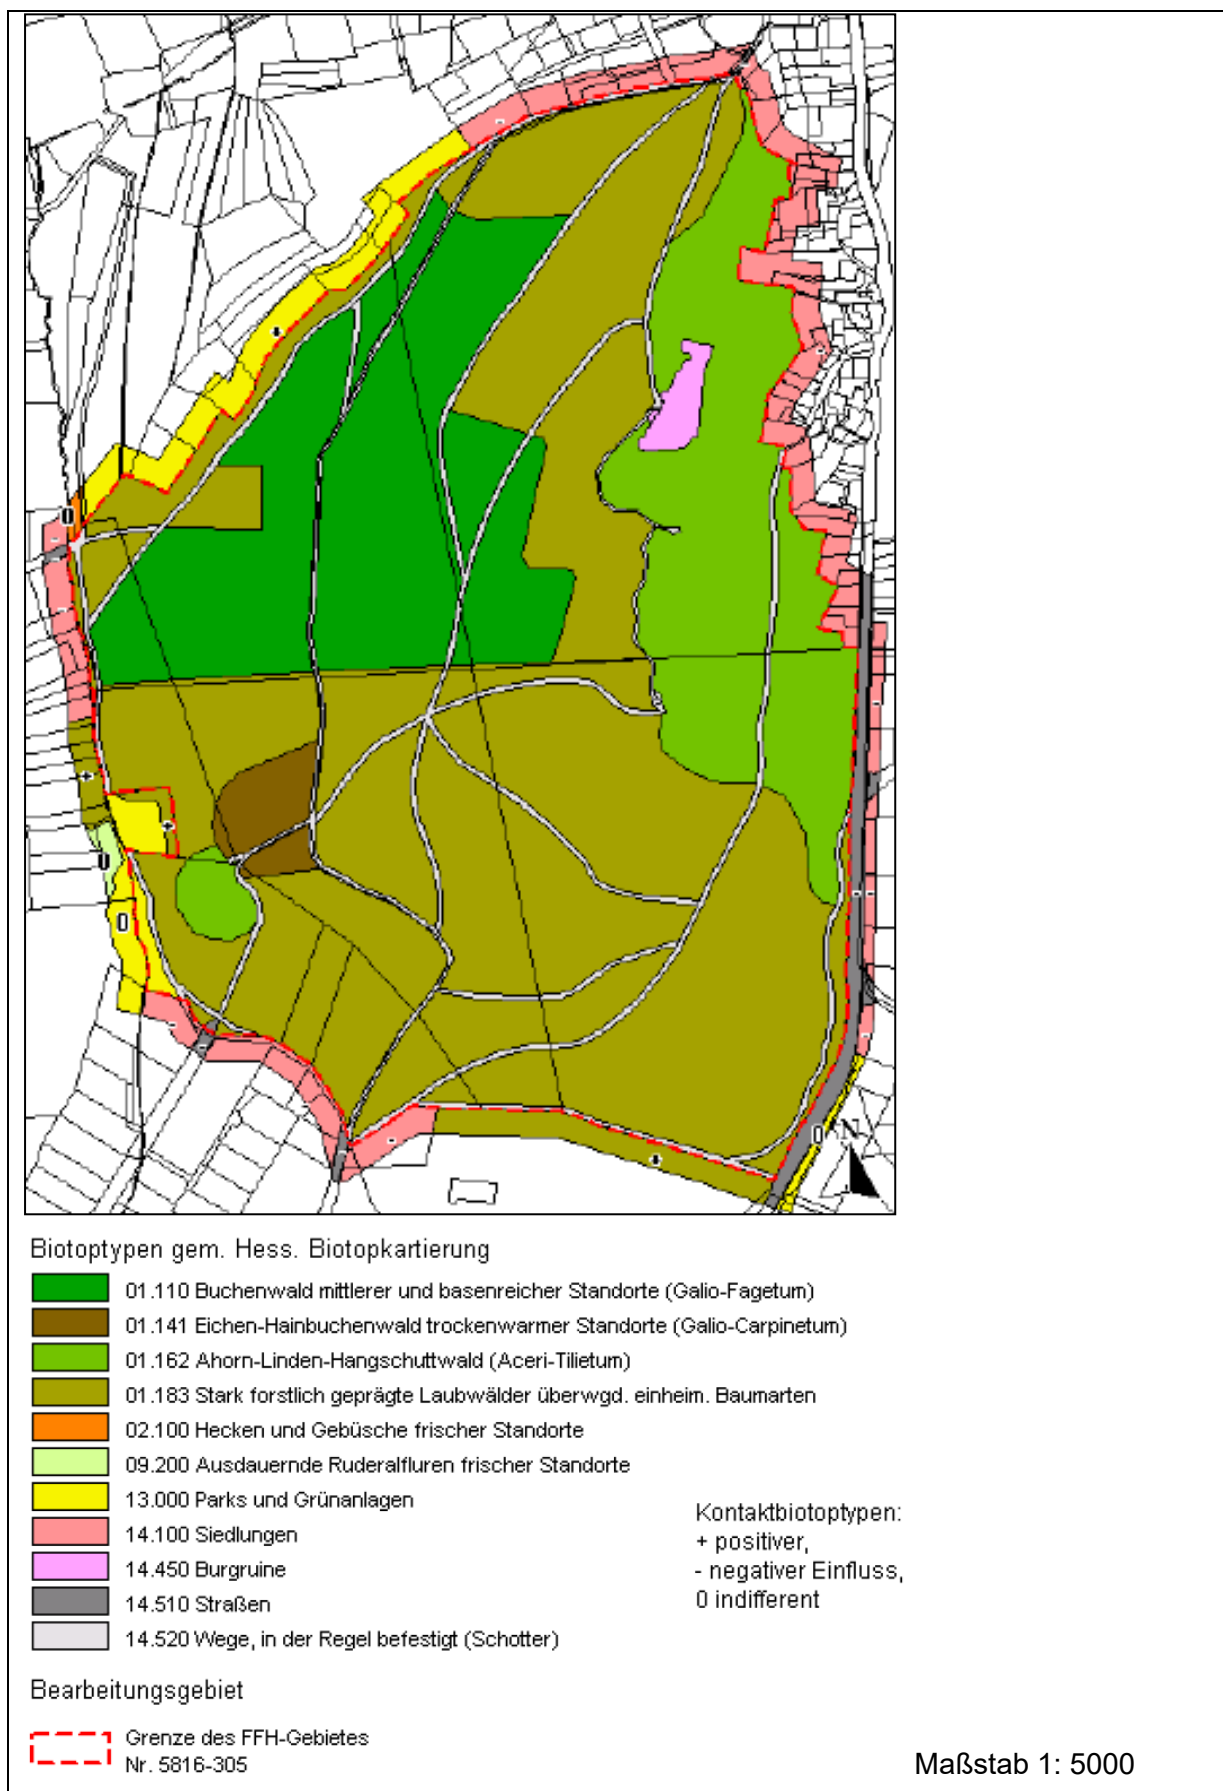 N
Biotoptypen gem. Hess. Biotopkartierung
01.110 Buchenwald mittlerer und basenreicher Standorte (Galio-Fagetum)
01.141 Eichen-Hainbuchenwald trockenwarmer Standorte (Galio-Carpinetum)
01.162 Ahorn-Linden-Hangschuttwald (Aceri-Tilietum)
01.183 Stark forstlich geprägte Laubwälder überwgd. einheim. Baumarten
02.100 Hecken und Gebüsche frischer Standorte
09.200 Ausdauernde Ruderalfluren frischer Standorte
13.000 Parks und Grünanlagen
14.100 Siedlungen
14.450 Burgruine
14.510 Straßen
14.520 Wege, in der Regel befestigt (Schotter)
Kontaktbiotoptypen:
+ positiver,
- negativer Einfluss,
0 indifferent
Bearbeitungsgebiet
Grenze des FFH-Gebietes
Nr. 5816-305
Maßstab 1: 5000